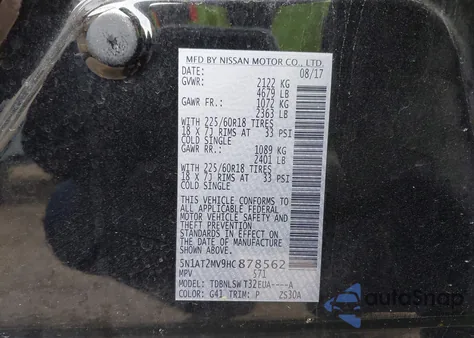 MFD BY NISSAN MOTOR CO., LTD.
DATE: 08/17
GVWR: 2122 KG
4679 LB
GAWR FR.: 1072 KG
2363 LB
WITH 225/60R18 TIRES
18 X 7J RIMS AT 33 PSI
COLD SINGLE
GAWR RR.: 1089 KG
2401 LB
WITH 225/60R18 TIRES
18 X 7J RIMS AT 33 PSI
COLD SINGLE
THIS VEHICLE CONFORMS TO
ALL APPLICABLE FEDERAL
MOTOR VEHICLE SAFETY AND
THEFT PREVENTION
STANDARDS IN EFFECT ON
THE DATE OF MANUFACTURE
SHOWN ABOVE.
5N1AT2MV9HC878562
MPV 571
MODEL: TDBNLSW T32EUA----A
COLOR: G41 TRIM: P ZS30A
AutoSnap